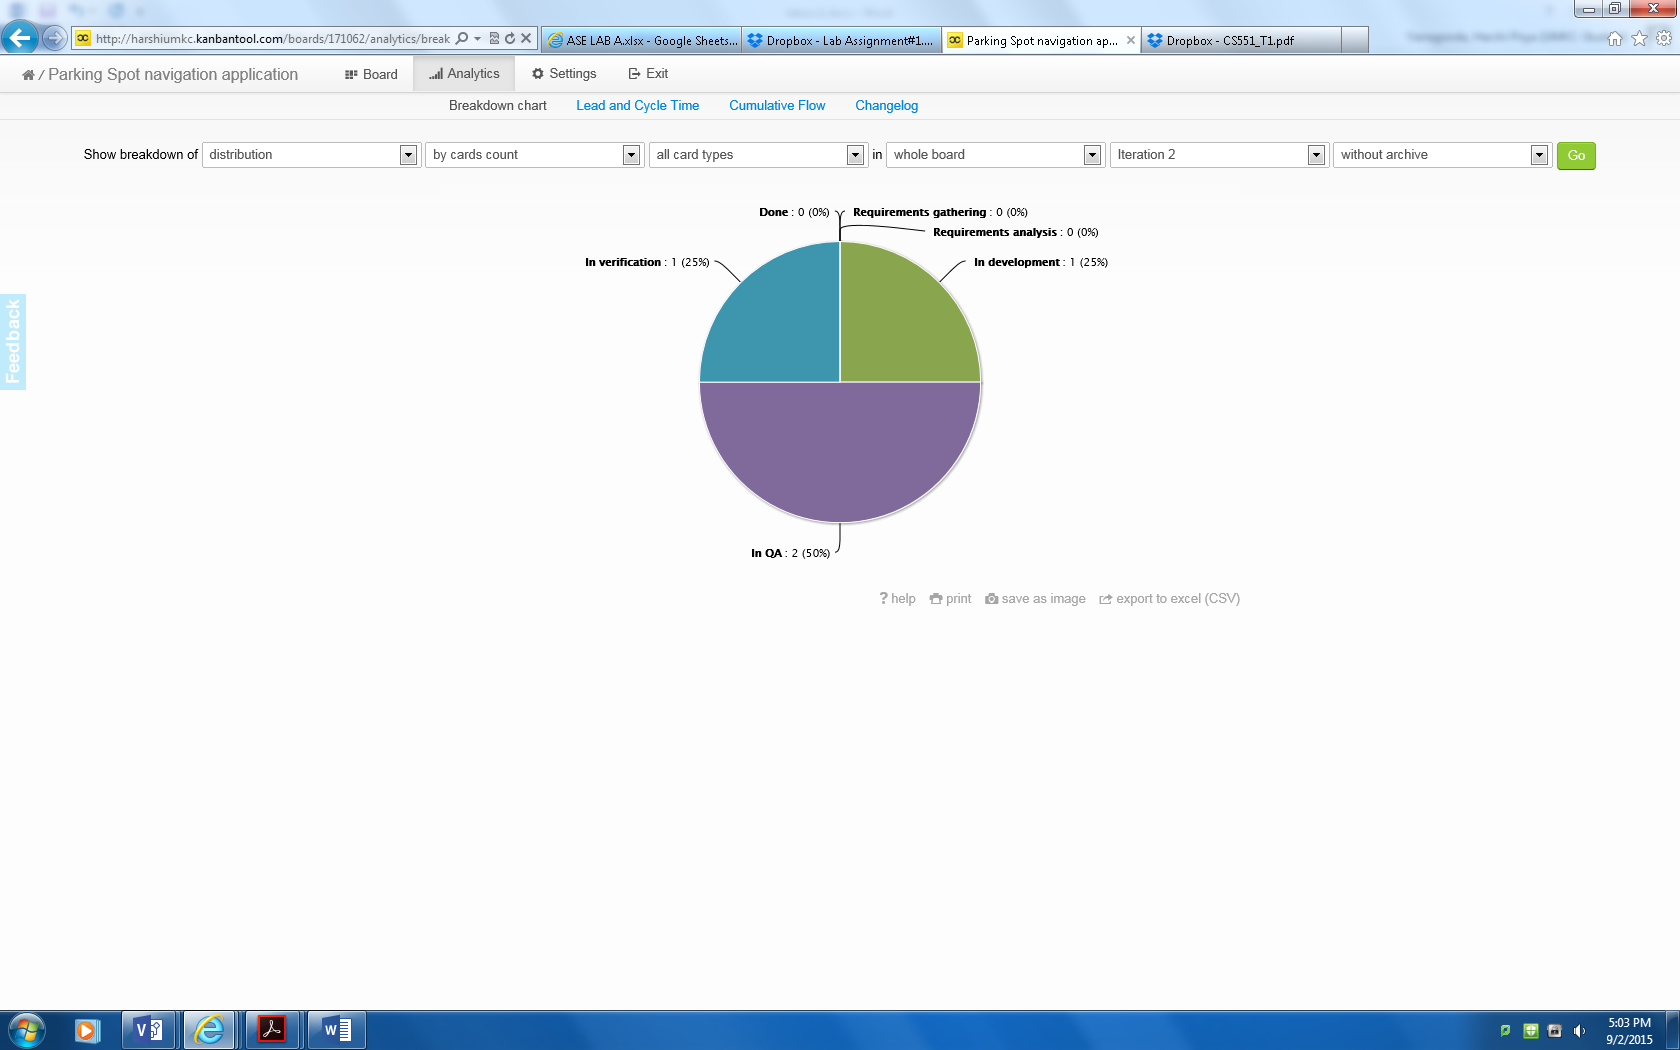 http://harshiumkc.kanbantool.com/boards/171062/analytics/break
ASE LAB A.xlsx - Google Sheets...
Dropbox - Lab Assignment#1....
Parking Spot navigation ap...
Dropbox - CS551_T1.pdf
/ Parking Spot navigation application
Board
Analytics
Settings
Exit
Breakdown chart
Lead and Cycle Time
Cumulative Flow
Changelog
Show breakdown of distribution by cards count all card types in whole board Iteration 2 without archive Go
Done : 0 (0%)
Requirements gathering : 0 (0%)
Requirements analysis : 0 (0%)
In verification : 1 (25%)
In development : 1 (25%)
Feedback
In QA : 2 (50%)
? help
print
save as image
export to excel (CSV)
5:03 PM
9/2/2015